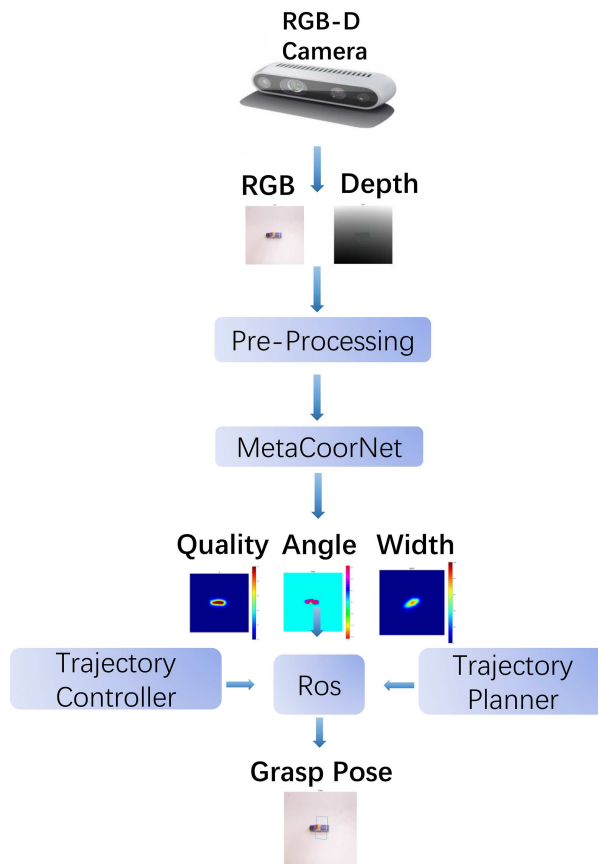 RGB-D
Camera
RGB Depth
Pre-Processing
MetaCoorNet
Quality Angle Width
Trajectory
Controller
Ros
Trajectory
Planner
Grasp Pose